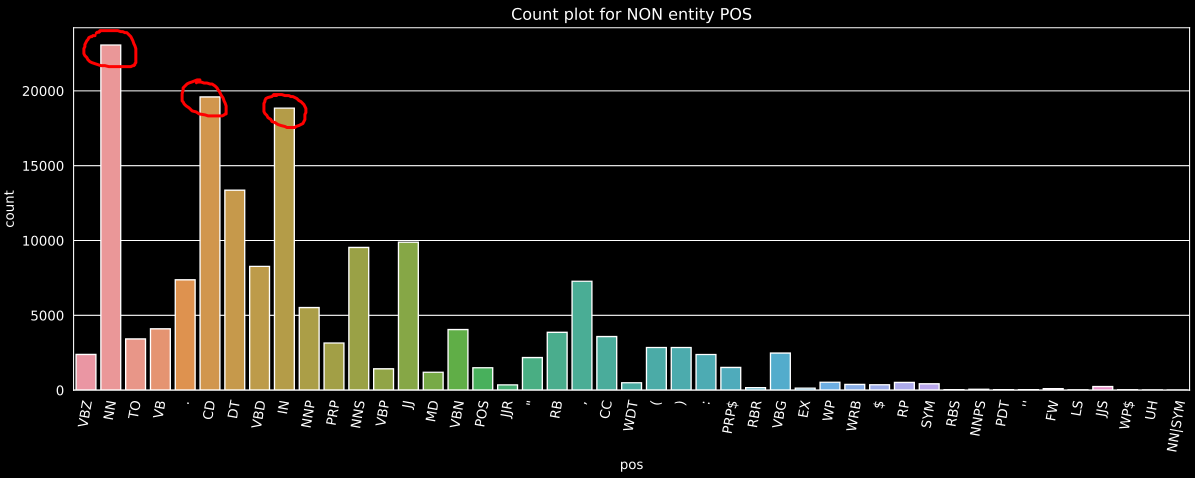 Count plot for NON entity POS
20000
15000
10000
5000
0
count
VBZ NN TO VB . CD DT VBD IN NNP PRP NNS VBP JJ MD VBN POS JJR " RB , CC WDT ( ) : PRP$ RBR VBG EX WP WRB $ RP SYM RBS NNPS PDT '' FW LS JJS WP$ UH NN|SYM
pos